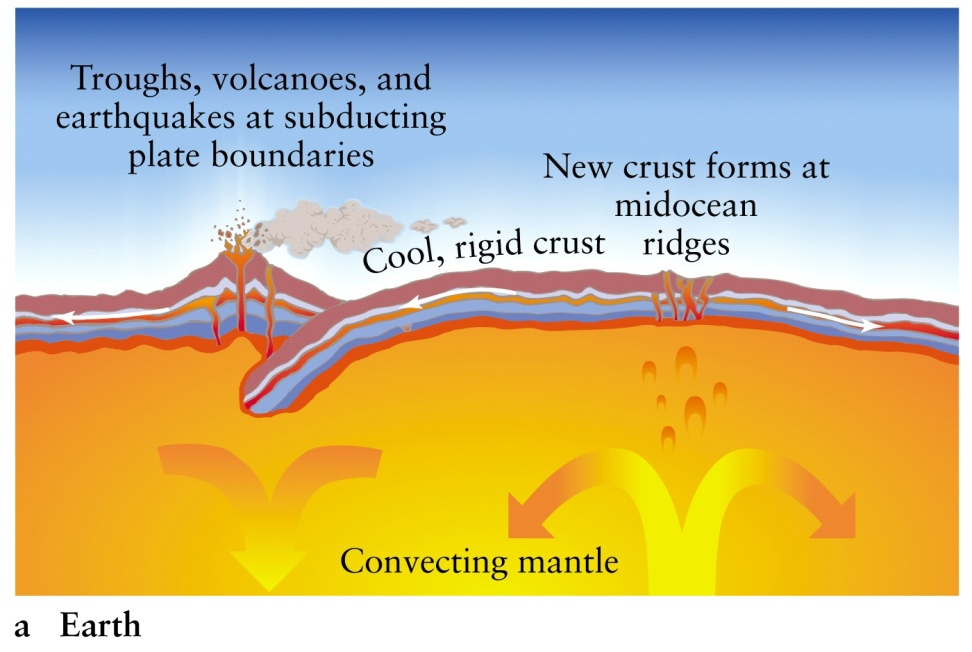 Troughs, volcanoes, and
earthquakes at subducting
plate boundaries
New crust forms at
midocean
ridges
Cool, rigid crust
Convecting mantle
a Earth